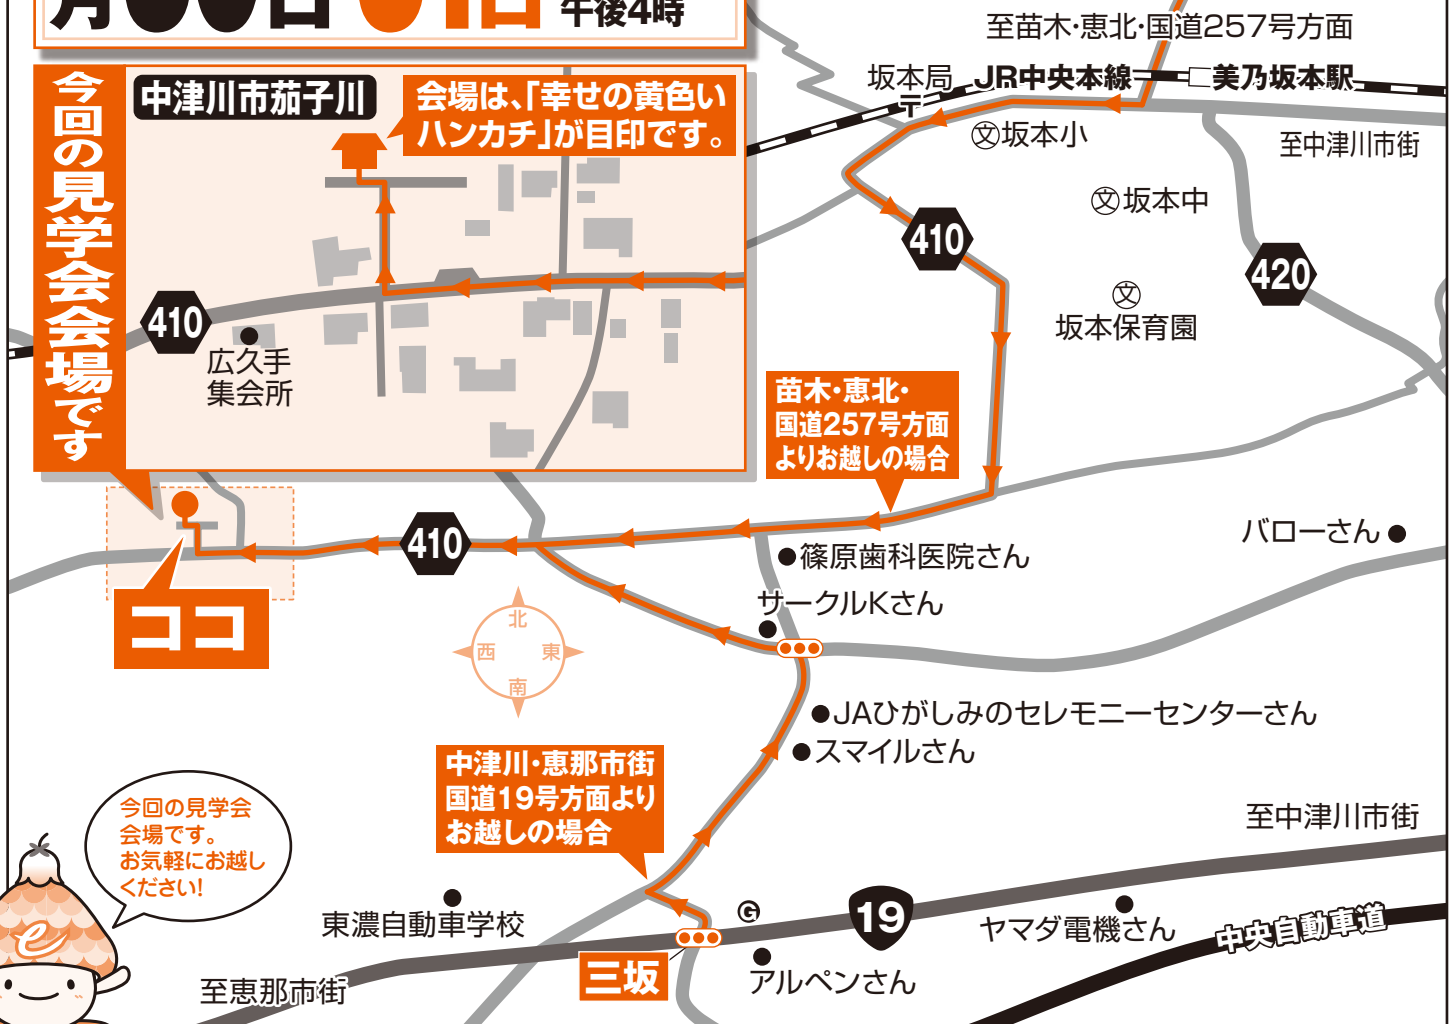 午後4時
今回の見学会会場です
中津川市茄子川
会場は、「幸せの黄色い
ハンカチ」が目印です。
410
広久手
集会所
至苗木・恵北・国道257号方面
坂本局
〒
JR中央本線
美乃坂本駅
文坂本小
至中津川市街
文坂本中
410
420
文
坂本保育園
苗木・恵北・
国道257号方面
よりお越しの場合
410
ココ
バローさん
篠原歯科医院さん
サークルKさん
北
西
東
南
JAひがしみのセレモニーセンターさん
スマイルさん
中津川・恵那市街
国道19号方面より
お越しの場合
今回の見学会
会場です。
お気軽にお越し
ください!
e
至中津川市街
東濃自動車学校
G
19
ヤマダ電機さん
中央自動車道
三坂
アルペンさん
至恵那市街